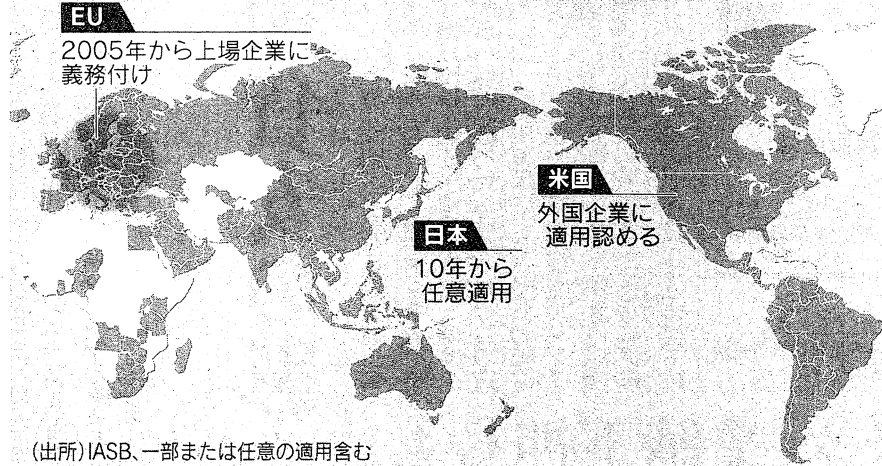 EU
2005年から上場企業に
義務付け
米国
外国企業に
適用認める
日本
10年から
任意適用
(出所)IASB、一部または任意の適用含む